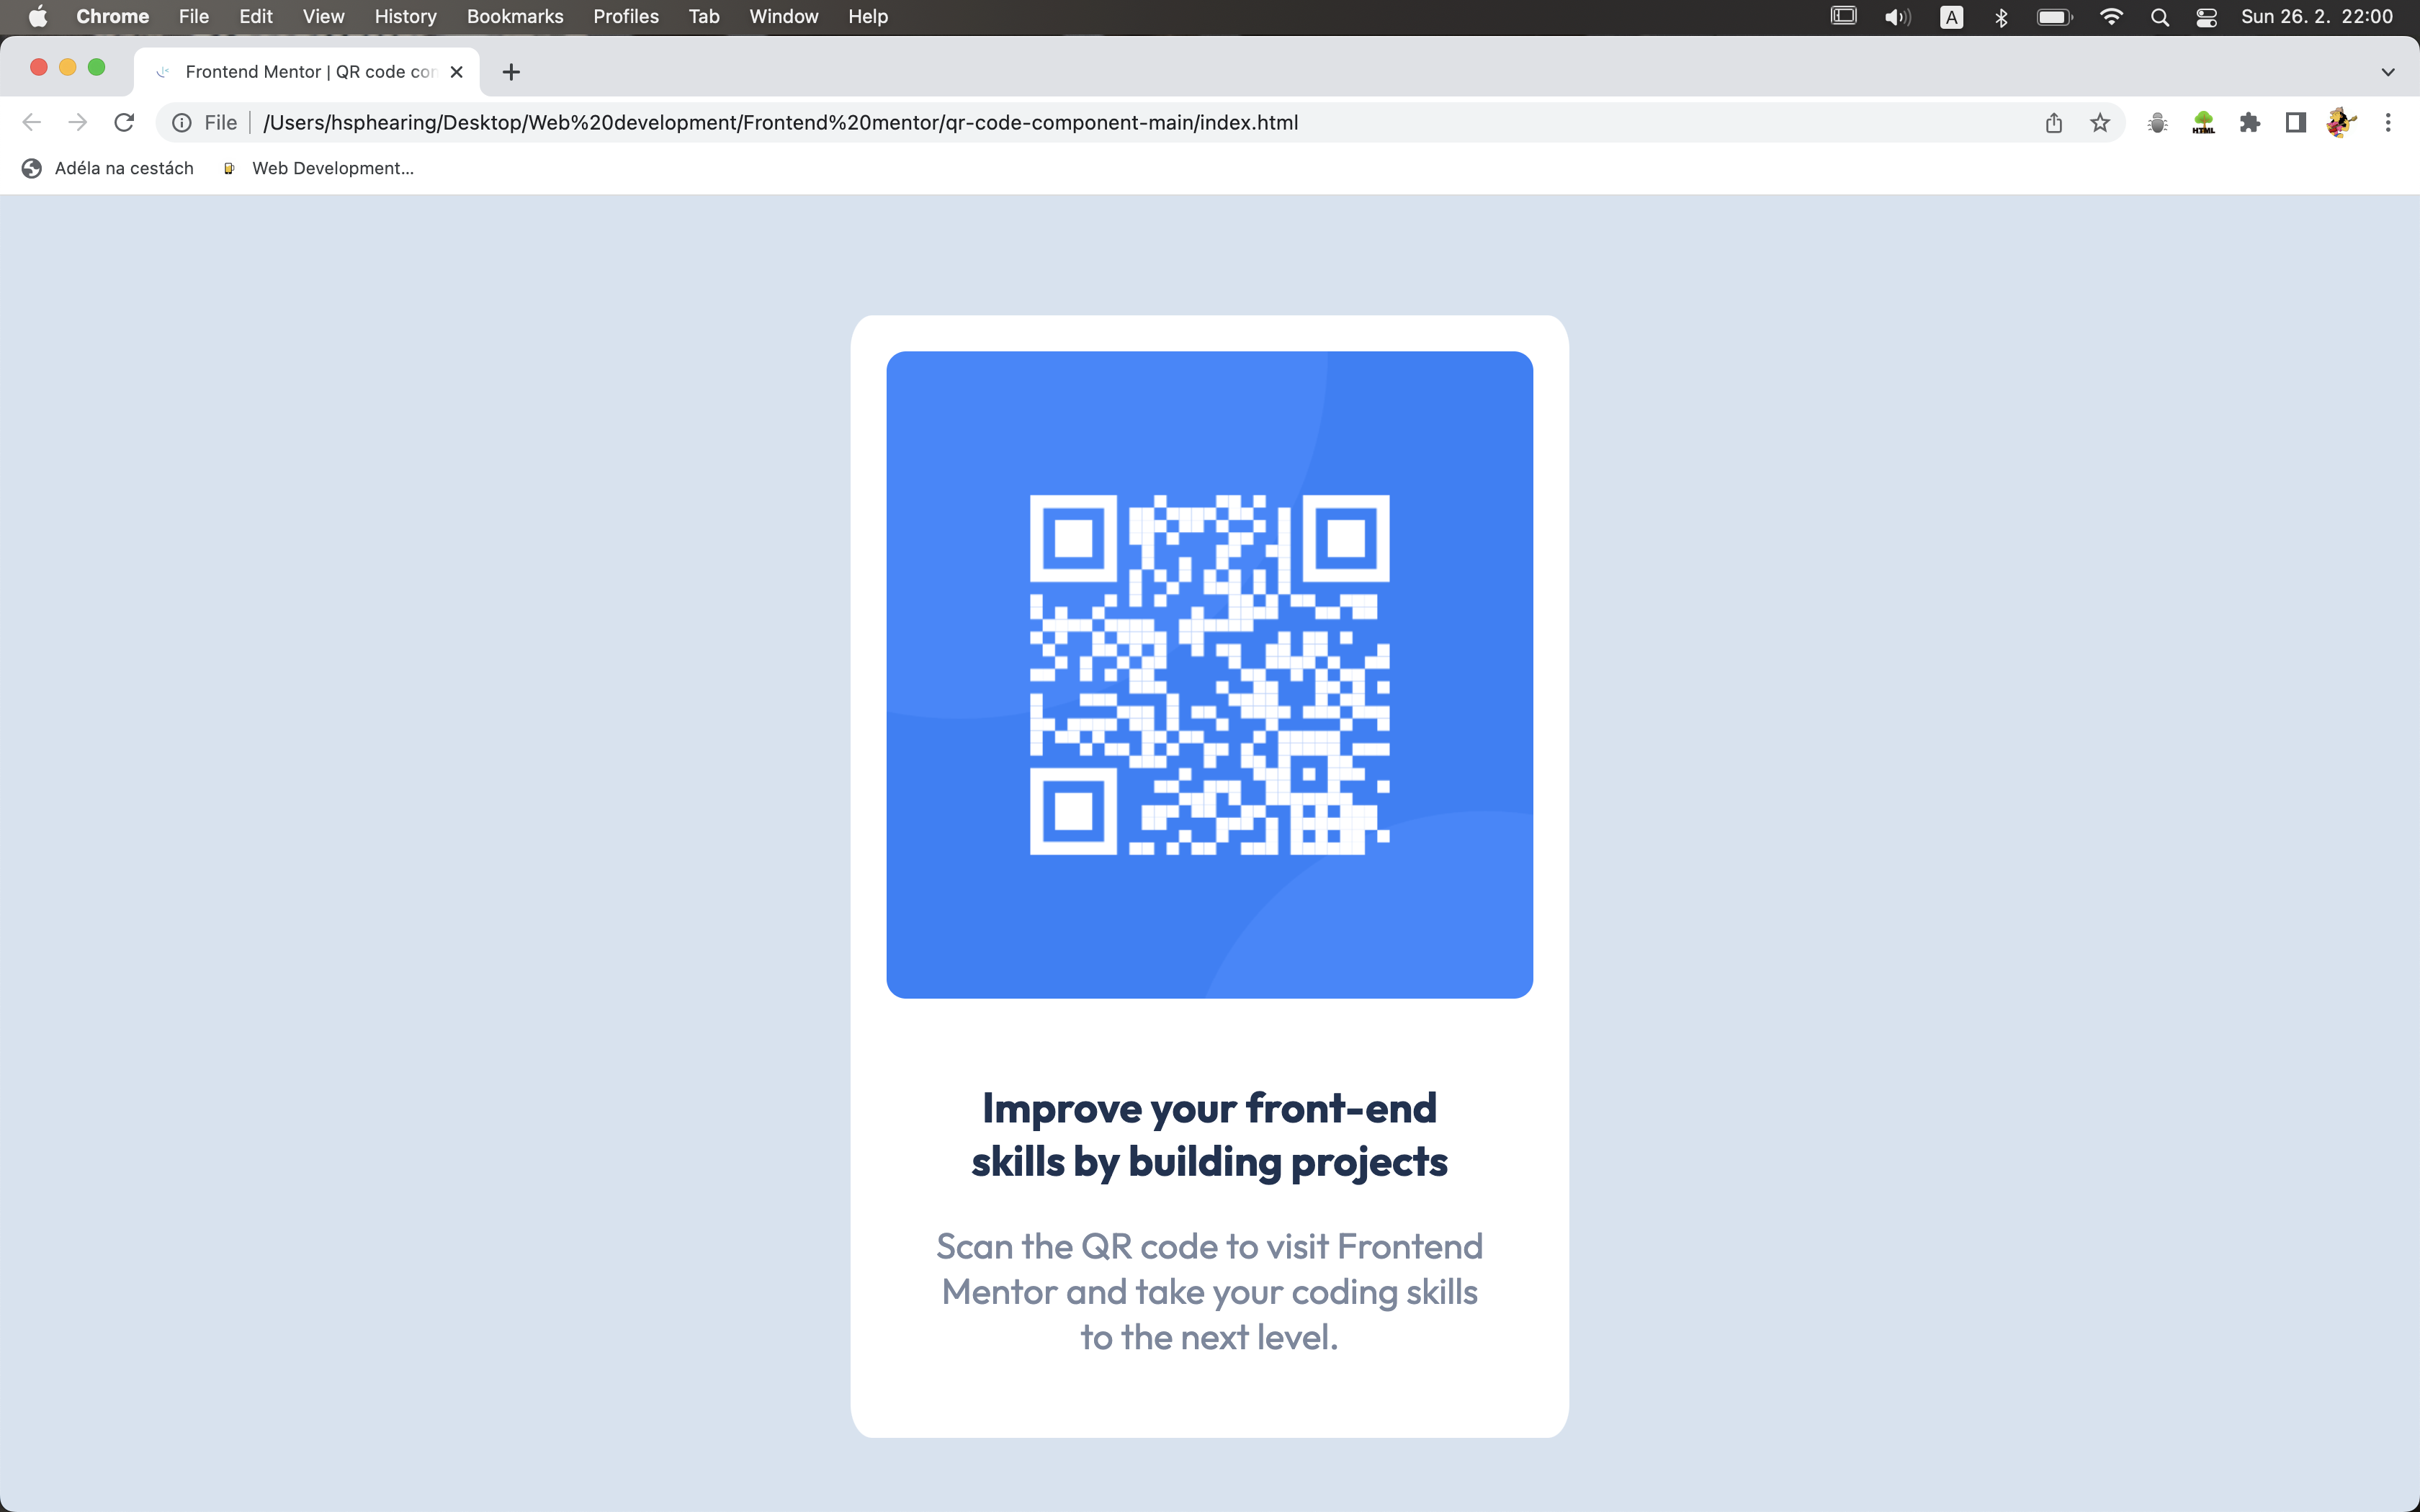 Chrome File Edit View History Bookmarks Profiles Tab Window Help A Sun 26. 2. 22:00
Frontend Mentor | QR code con
File /Users/hsphearing/Desktop/Web%20development/Frontend%20mentor/qr-code-component-main/index.html HTML
Adéla na cestách Web Development...
Improve your front-end
skills by building projects
Scan the QR code to visit Frontend
Mentor and take your coding skills
to the next level.